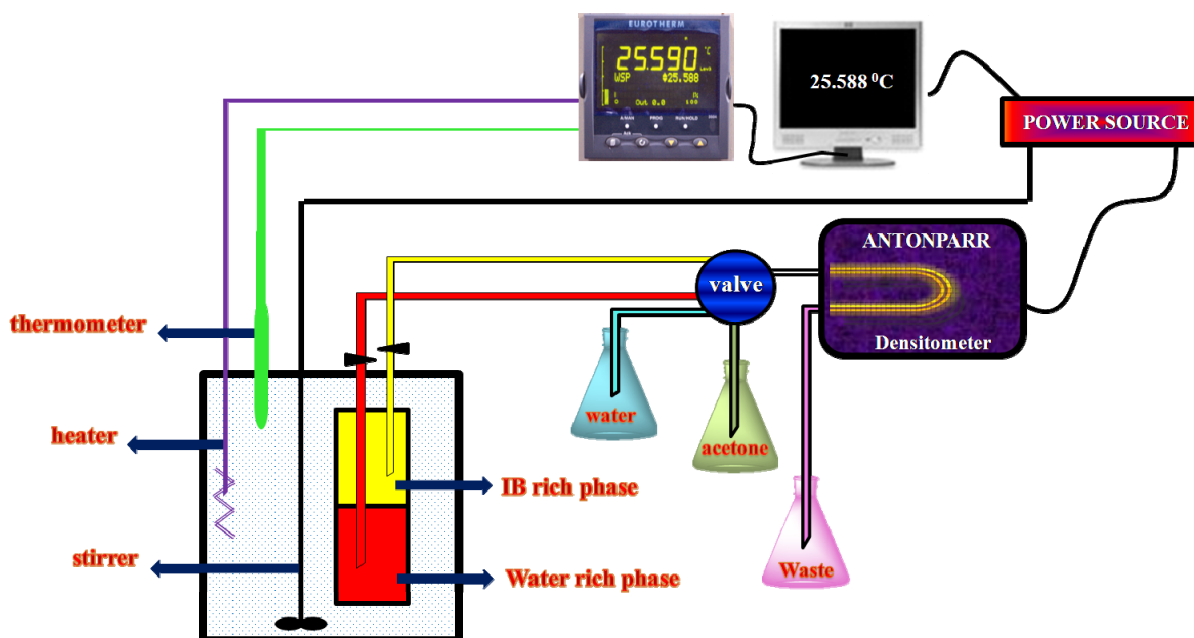 EUROTHERM
25.590 °C
WSP 25.588
Out 0.0
100
A/MAN PROG RUN/HOLD
25.588 ⁰C
POWER SOURCE
ANTONPARR
valve
Densitometer
thermometer
water
acetone
heater
IB rich phase
stirrer
Water rich phase
Waste